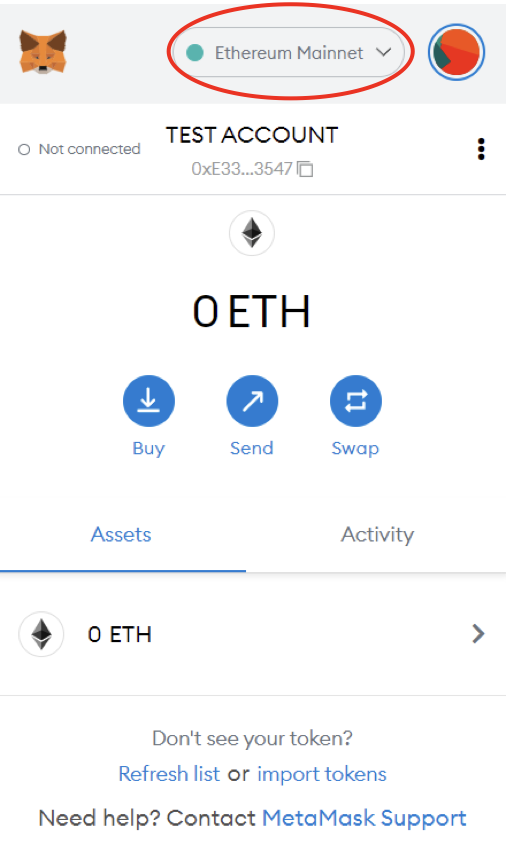 Ethereum Mainnet
TEST ACCOUNT
Not connected
0xE33...3547
0 ETH
Buy
Send
Swap
Assets
Activity
0 ETH
Don't see your token?
Refresh list or import tokens
Need help? Contact MetaMask Support